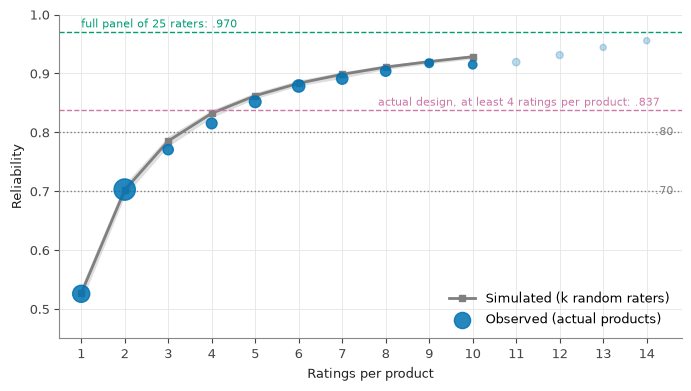 1.0
full panel of 25 raters: .970
0.9
actual design, at least 4 ratings per product: .837
0.8
.80
Reliability
0.7
.70
0.6
0.5
Simulated (k random raters)
Observed (actual products)
1 2 3 4 5 6 7 8 9 10 11 12 13 14
Ratings per product